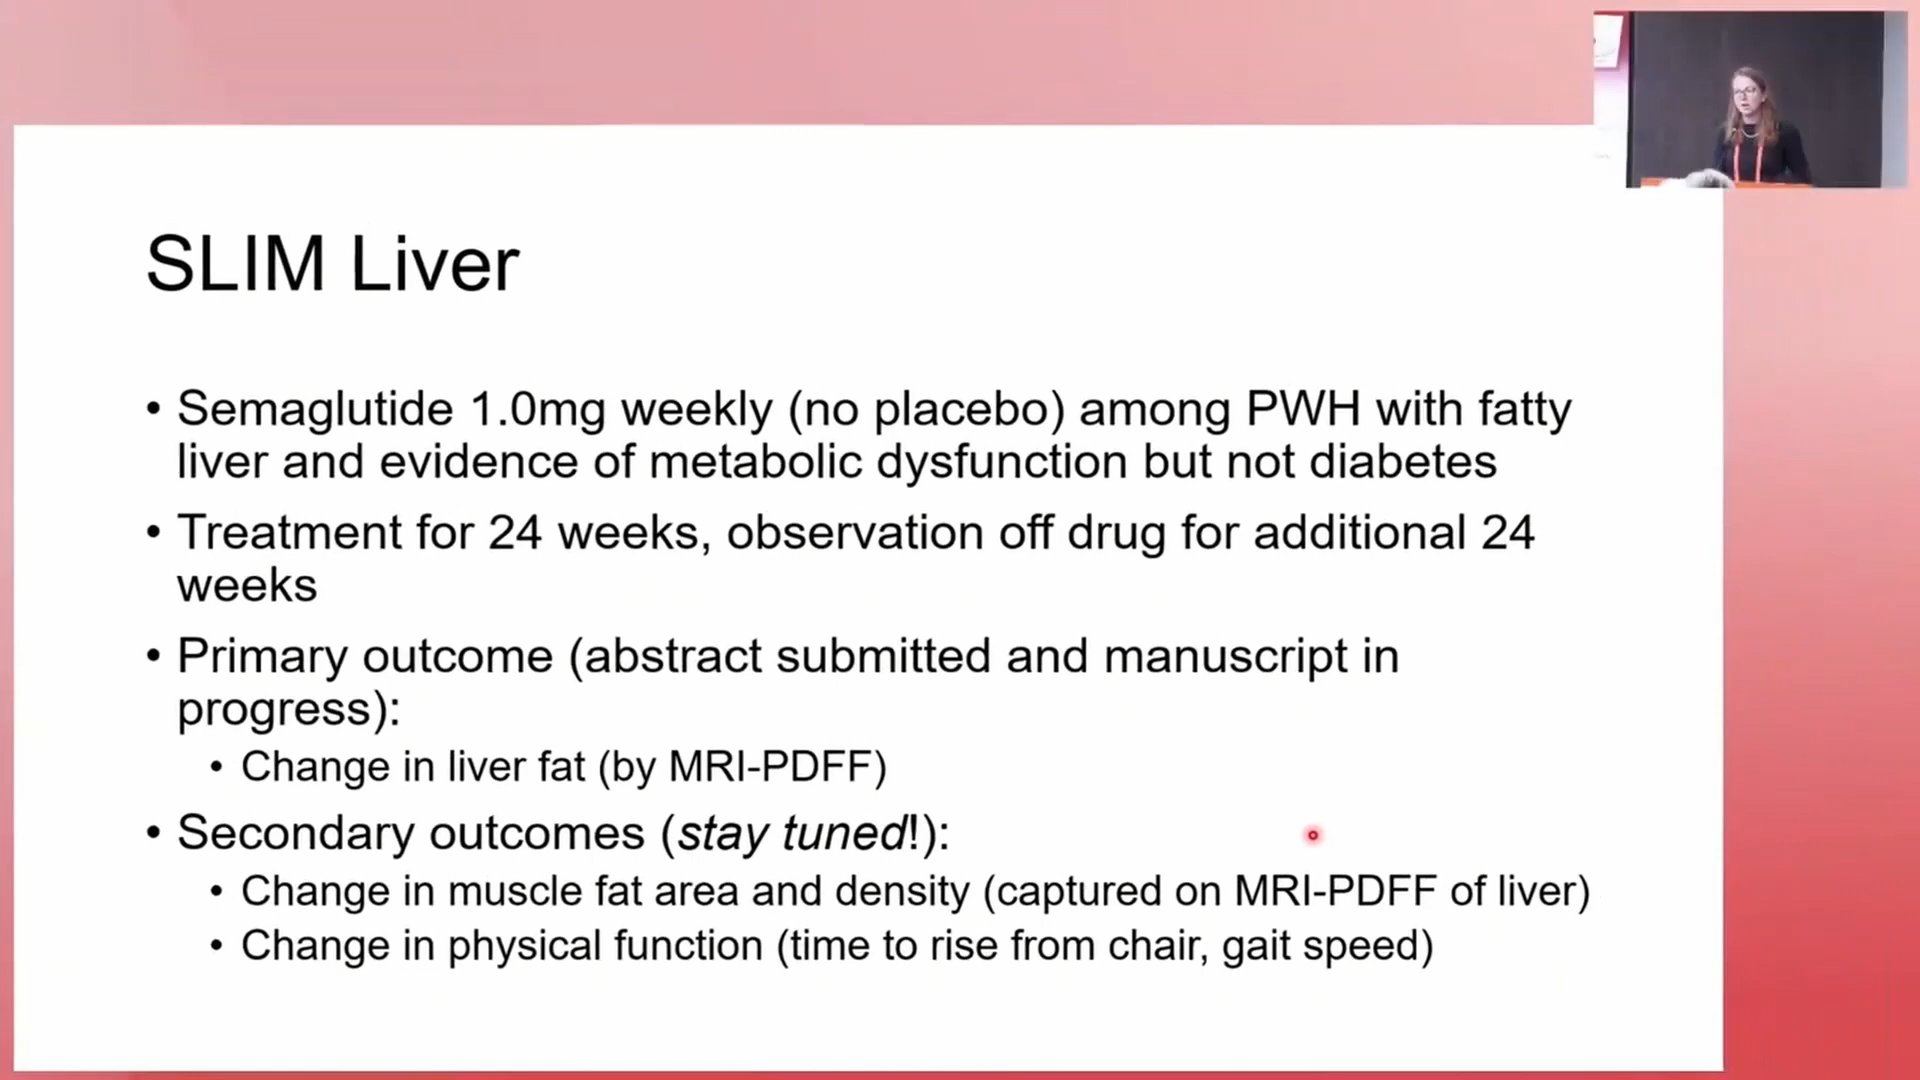 SLIM Liver
• Semaglutide 1.0mg weekly (no placebo) among PWH with fatty
liver and evidence of metabolic dysfunction but not diabetes
• Treatment for 24 weeks, observation off drug for additional 24
weeks
• Primary outcome (abstract submitted and manuscript in
progress):
• Change in liver fat (by MRI-PDFF)
• Secondary outcomes (stay tuned!):
• Change in muscle fat area and density (captured on MRI-PDFF of liver)
• Change in physical function (time to rise from chair, gait speed)